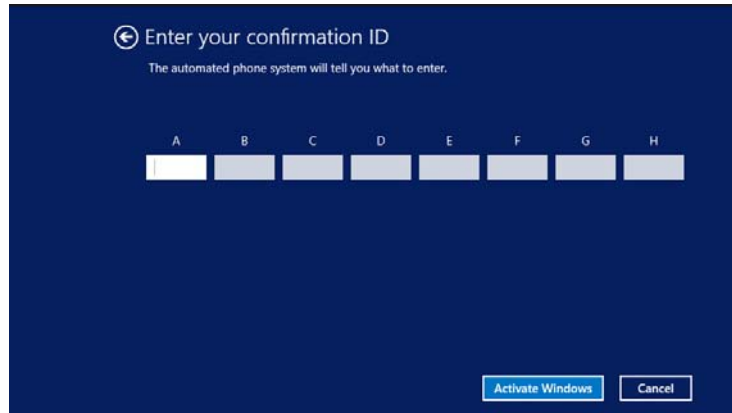 Enter your confirmation ID
The automated phone system will tell you what to enter.
A B C D E F G H
Activate Windows Cancel